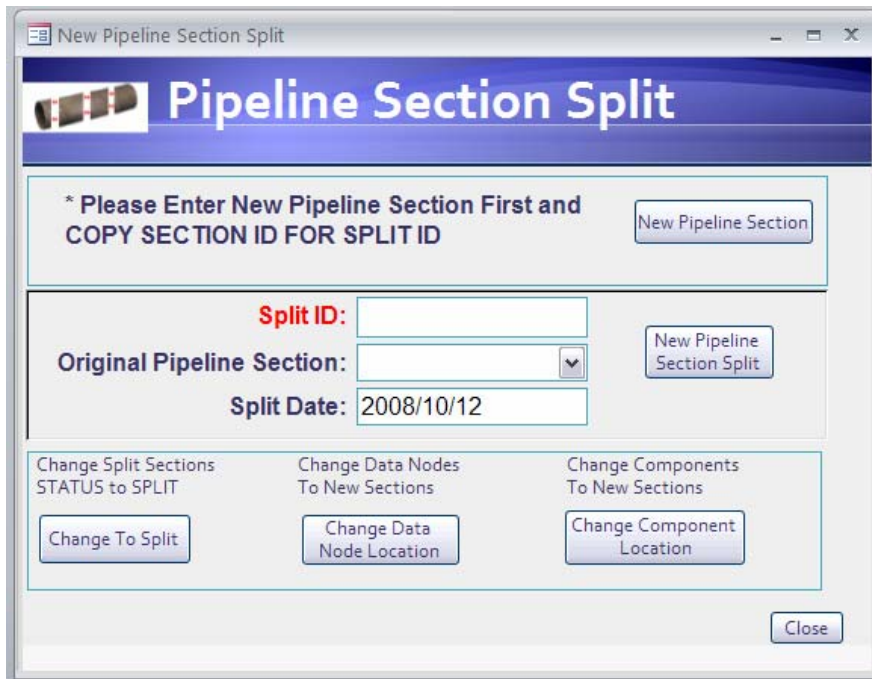 New Pipeline Section Split
Pipeline Section Split
* Please Enter New Pipeline Section First and
COPY SECTION ID FOR SPLIT ID
New Pipeline Section
Split ID:
Original Pipeline Section:
Split Date: 2008/10/12
New Pipeline
Section Split
Change Split Sections
STATUS to SPLIT
Change To Split
Change Data Nodes
To New Sections
Change Data
Node Location
Change Components
To New Sections
Change Component
Location
Close